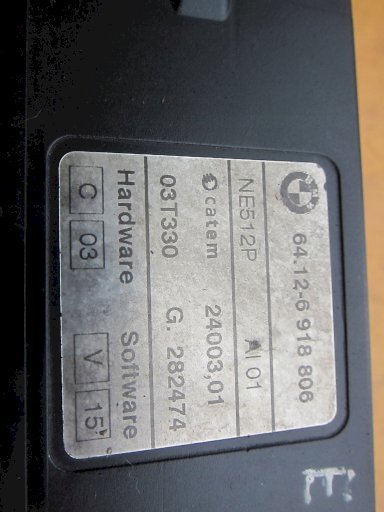 64.12-6 918 806
NE512P AI 01
catem 24003,01
03T330 G. 282474
Hardware Software
C 03 V 15